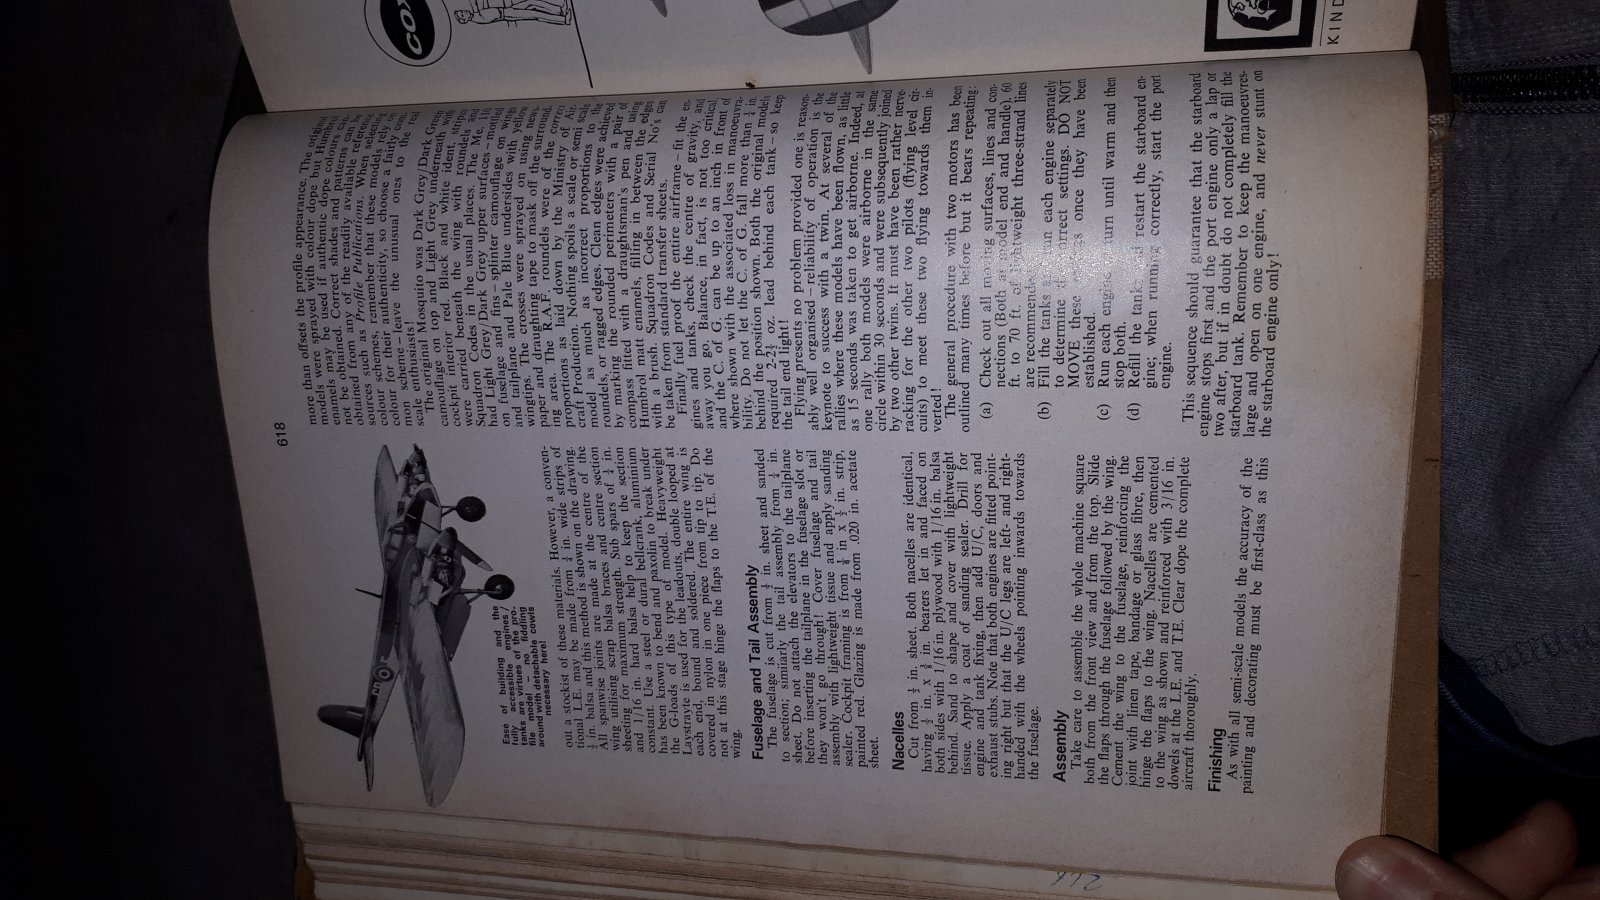 618
Ease of building and the
fully accessible engines/
tanks are virtues of the pro-
file model – no fiddling
around with detachable cowls
necessary here!
out a stockist of these materials. However, a conven-
tional L.E. may be made from ¼ in. wide strips of
in. balsa and this method is shown on the drawing.
All spanwise joints are made at the centre of the
wing utilising scrap balsa braces and centre section
sheeting for maximum strength. Sub spars of in.
and 1/16 in. hard balsa help to keep the section
constant. Use a steel or dural bellcrank, aluminium
has been known to bend and paxolin to break under
the G-loads of this type of model. Heavyweight
Laystrate is used for the leadouts, double looped at
each end, bound and soldered. The entire wing is
covered in nylon in one piece from tip to tip. Do
not at this stage hinge the flaps to the T.E. of the
wing.
Fuselage and Tail Assembly
The fuselage is cut from ½ in. sheet and sanded
to section; similarly the tail assembly from ¼ in.
sheet. Do not attach the elevators to the tailplane
before inserting the tailplane in the fuselage slot or
they won't go through! Cover fuselage and tail
assembly with lightweight tissue and apply sanding
sealer. Cockpit framing is from in x in. strip,
painted red. Glazing is made from .020 in. acetate
sheet.
Nacelles
Cut from ½ in. sheet. Both nacelles are identical,
having ½ in. x in. bearers let in and faced on
both sides with 1/16 in. plywood with 1/16 in. balsa
behind. Sand to shape and cover with lightweight
tissue. Apply a coat of sanding sealer. Drill for
engine and tank fixing, then add U/C, doors and
exhaust stubs. Note that both engines are fitted point-
ing right but that the U/C legs are left- and right-
handed with the wheels pointing inwards towards
the fuselage.
Assembly
Take care to assemble the whole machine square
both from the front view and from the top. Slide
the flaps through the fuselage followed by the wing.
Cement the wing to the fuselage, reinforcing the
joint with linen tape, bandage or glass fibre, then
hinge the flaps to the wing. Nacelles are cemented
to the wing as shown and reinforced with 3/16 in.
dowels at the L.E. and T.E. Clear dope the complete
aircraft thoroughly.
Finishing
As with all semi-scale models the accuracy of the
painting and decorating must be first-class as this
more than offsets the profile appearance. The original
models were sprayed with colour dope but Humbrol
enamels may be used if authentic dope colours can
not be obtained. Correct shades and patterns can be
obtained from any of the readily available reference
sources such as Profile Publications. When selecting
colour schemes, remember that these models rely on
colour for their authenticity, so choose a fairly com-
mon scheme – leave the unusual ones to the real
scale enthusiasts!
The original Mosquito was Dark Grey/Dark Green
camouflage on top and Light Grey underneath with
cockpit interior red. Black and white ident. stripes
were carried beneath the wing with roundels and
Squadron Codes in the usual places. The Me.
had Light Grey/Dark Grey upper surfaces – mottled
on fuselage and fins – splinter camouflage on wings
and tailplane and Pale Blue undersides with yellow
wingtips. The crosses were sprayed on using news-
paper and draughting tape to mask off the surround-
ing area. The R.A.F. roundels were of the correct
proportions as laid down by the Ministry of Air-
craft Production. Nothing spoils a scale or semi scale
model as much as incorrect proportions to the
roundels, or ragged edges. Clean edges were achieved
by marking the rounded perimeters with a pair of
compass fitted with a draughtsman's pen and using
Humbrol matt enamels, filling in between the edges
with a brush. Squadron Codes and Serial No's can
be taken from standard transfer sheets.
Finally fuel proof the entire airframe – fit the en-
gines and tanks, check the centre of gravity, and
away you go. Balance, in fact, is not too critical,
and the C. of G. can be up to an inch in front of
where shown with the associated loss in manoeuvra-
bility. Do not let the C. of G. fall more than in
behind the position shown. Both the original models
required 2-2½ oz. lead behind each tank – so keep
the tail end light!
Flying presents no problem provided one is reason-
ably well organised – reliability of operation is the
keynote to success with a twin. At several of the
rallies where these models have been flown, as little
as 15 seconds was taken to get airborne. Indeed, at
one rally both models were airborne in the same
circle within 30 seconds and were subsequently joined
by two other twins. It must have been rather nerve-
racking for the other two pilots (flying level cir-
cuits) to meet these two flying towards them in-
verted!
The general procedure with two motors has been
outlined many times before but it bears repeating:
(a) Check out all moving surfaces, lines and con-
nections (Both at model end and handle). 60
ft. to 70 ft. of lightweight three-strand lines
are recommended
(b) Fill the tanks and run each engine separately
to determine correct settings. DO NOT
MOVE these once they have been
established.
(c) Run each engine in turn until warm and then
stop both.
(d) Refill the tanks and restart the starboard en-
gine; when running correctly, start the port
engine.
This sequence should guarantee that the starboard
engine stops first and the port engine only a lap or
two after, but if in doubt do not completely fill the
starboard tank. Remember to keep the manoeuvres
large and open on one engine, and never stunt on
the starboard engine only!
COX
KIND